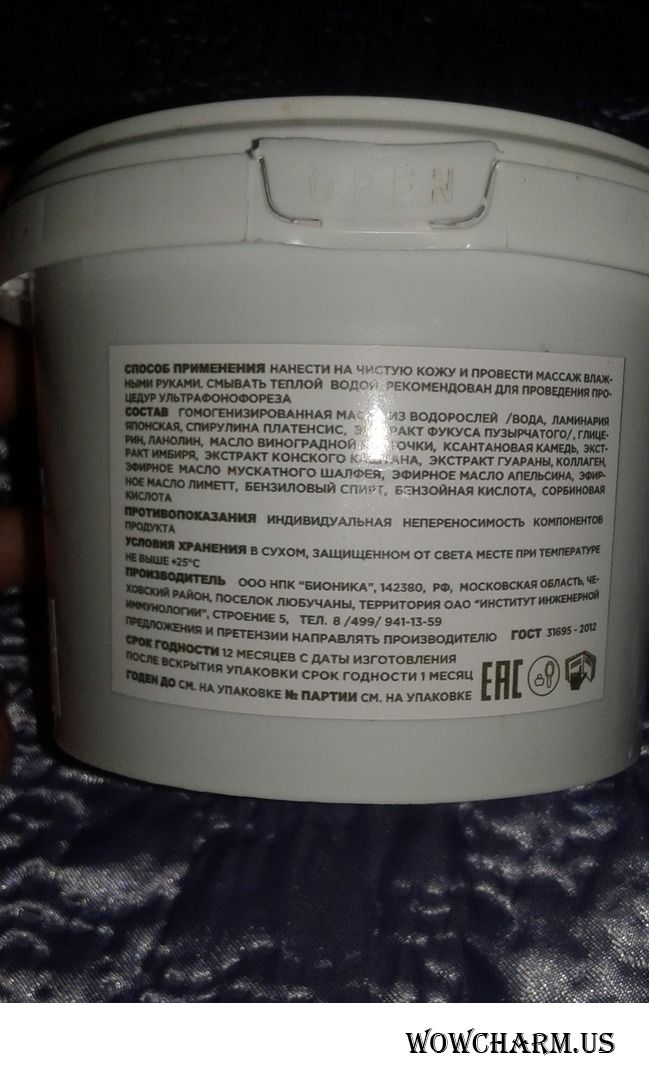 OPEN
СПОСОБ ПРИМЕНЕНИЯ НАНЕСТИ НА ЧИСТУЮ КОЖУ И ПРОВЕСТИ МАССАЖ ВЛАЖ-
НЫМИ РУКАМИ. СМЫВАТЬ ТЕПЛОЙ ВОДОЙ РЕКОМЕНДОВАН ДЛЯ ПРОВЕДЕНИЯ ПРО-
ЦЕДУР УЛЬТРАФОНОФОРЕЗА
СОСТАВ ГОМОГЕНИЗИРОВАННАЯ ИЗ ВОДОРОСЛЕЙ /ВОДА, ЛАМИНАРИЯ
ЯПОНСКАЯ, СПИРУЛИНА ПЛАТЕНСИС, ЭКСТРАКТ ФУКУСА ПУЗЫРЧАТОГО/, ГЛИЦЕ-
РИН, ЛАНОЛИН, МАСЛО ВИНОГРАДНОЙ КОСТОЧКИ, КСАНТАНОВАЯ КАМЕДЬ, ЭКСТ-
РАКТ ИМБИРЯ, ЭКСТРАКТ КОНСКОГО КАШТАНА, ЭКСТРАКТ ГУАРАНЫ, КОЛЛАГЕН,
ЭФИРНОЕ МАСЛО МУСКАТНОГО ШАЛФЕЯ, ЭФИРНОЕ МАСЛО АПЕЛЬСИНА, ЭФИР-
НОЕ МАСЛО ЛИМЕТТ, БЕНЗИЛОВЫЙ СПИРТ, БЕНЗОЙНАЯ КИСЛОТА, СОРБИНОВАЯ
КИСЛОТА
ПРОТИВОПОКАЗАНИЯ ИНДИВИДУАЛЬНАЯ НЕПЕРЕНОСИМОСТЬ КОМПОНЕНТОВ
ПРОДУКТА
УСЛОВИЯ ХРАНЕНИЯ В СУХОМ, ЗАЩИЩЕННОМ ОТ СВЕТА МЕСТЕ ПРИ ТЕМПЕРАТУРЕ
НЕ ВЫШЕ +25°С
ПРОИЗВОДИТЕЛЬ ООО НПК "БИОНИКА", 142380, РФ, МОСКОВСКАЯ ОБЛАСТЬ, ЧЕ-
ХОВСКИЙ РАЙОН, ПОСЕЛОК ЛЮБУЧАНЫ, ТЕРРИТОРИЯ ОАО "ИНСТИТУТ ИНЖЕНЕРНОЙ
ИММУНОЛОГИИ", СТРОЕНИЕ 5, ТЕЛ. 8 /499/ 941-13-59
ПРЕДЛОЖЕНИЯ И ПРЕТЕНЗИИ НАПРАВЛЯТЬ ПРОИЗВОДИТЕЛЮ ГОСТ 31695 - 2012
СРОК ГОДНОСТИ 12 МЕСЯЦЕВ С ДАТЫ ИЗГОТОВЛЕНИЯ
ПОСЛЕ ВСКРЫТИЯ УПАКОВКИ СРОК ГОДНОСТИ 1 МЕСЯЦ
ГОДЕН ДО СМ. НА УПАКОВКЕ № ПАРТИИ СМ. НА УПАКОВКЕ
EAC
WOWCHARM.US